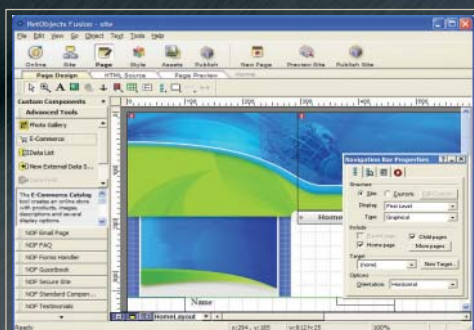 NetObjects Fusion - site
File Edit View Go Object Text Tools Help
Online Site Page Style Assets Publish New Page Preview Site Publish Site
Page Design HTML Source Page Preview Home
Custom Components
Advanced Tools
Photo Gallery
E-Commerce
Data List
New External Data S...
Data Field
The E-Commerce Catalog
tool creates an online store
with products, images,
descriptions and several
display options.
NOF Email Page
NOF FAQ
NOF Forms Handler
NOF Guestbook
NOF Secure Site
NOF Standard Compon...
NOF Testimonials
Home
Name
Navigation Bar Properties
Structure
Site Custom
Display First Level
Type Graphical
Include
Child pages
Home page More pages
Target
(none) New Target...
Options
Orientation Horizontal
HomeLayout
Ready
x:294, y:185
100%